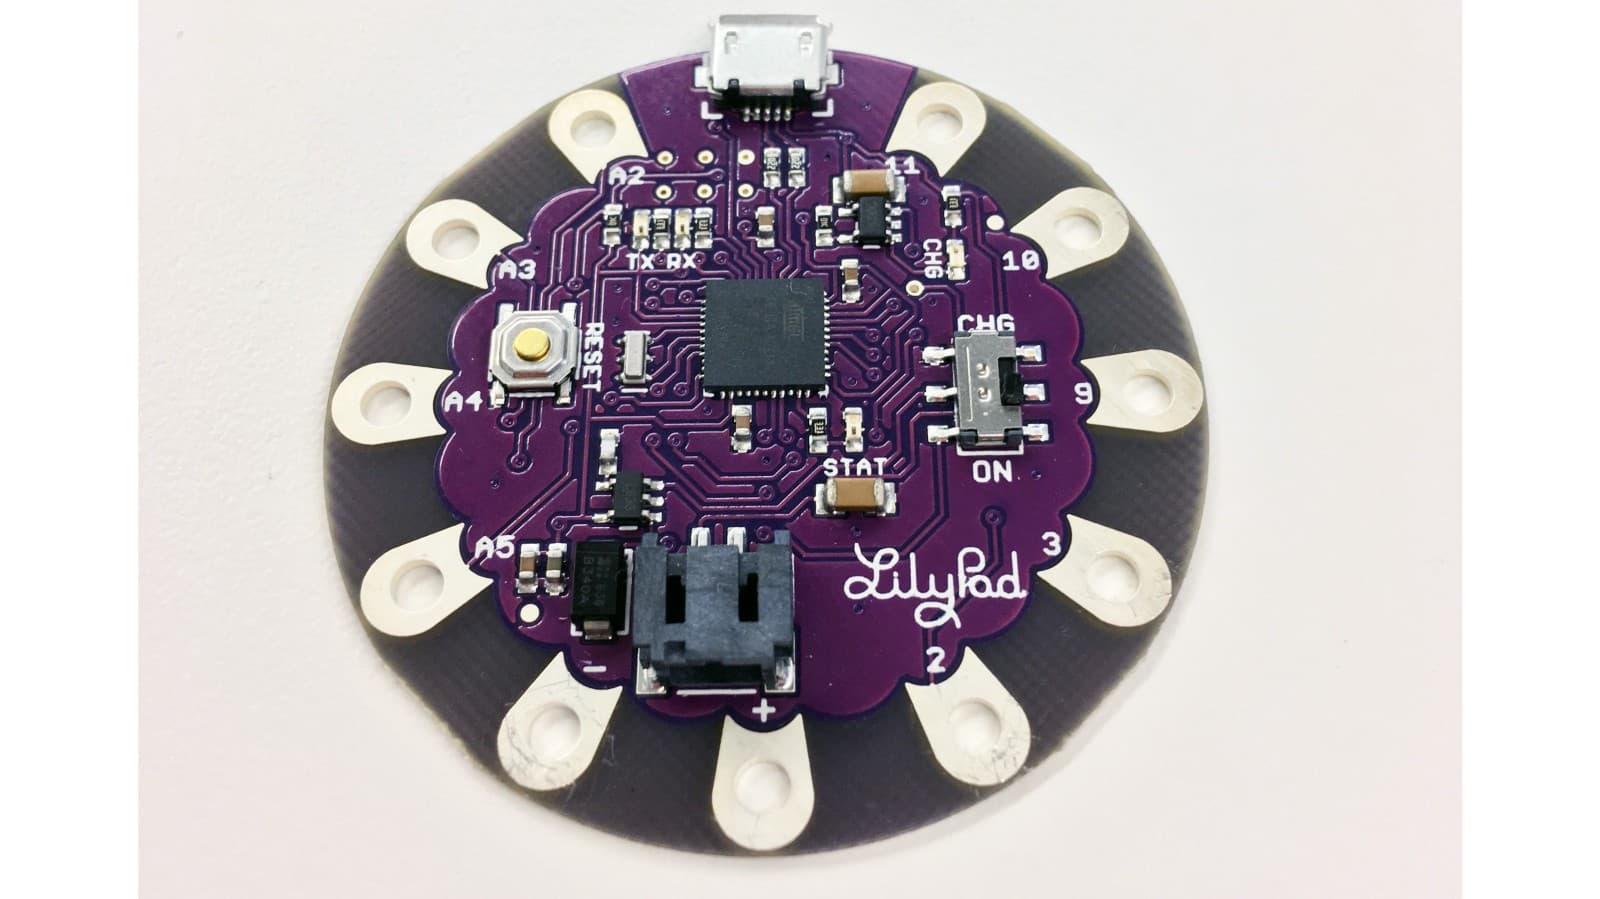 A2
11
TX RX
CHG
A3
10
RESET
CHG
A4
9
STAT
ON
A5
3
LilyPad
-
2
+